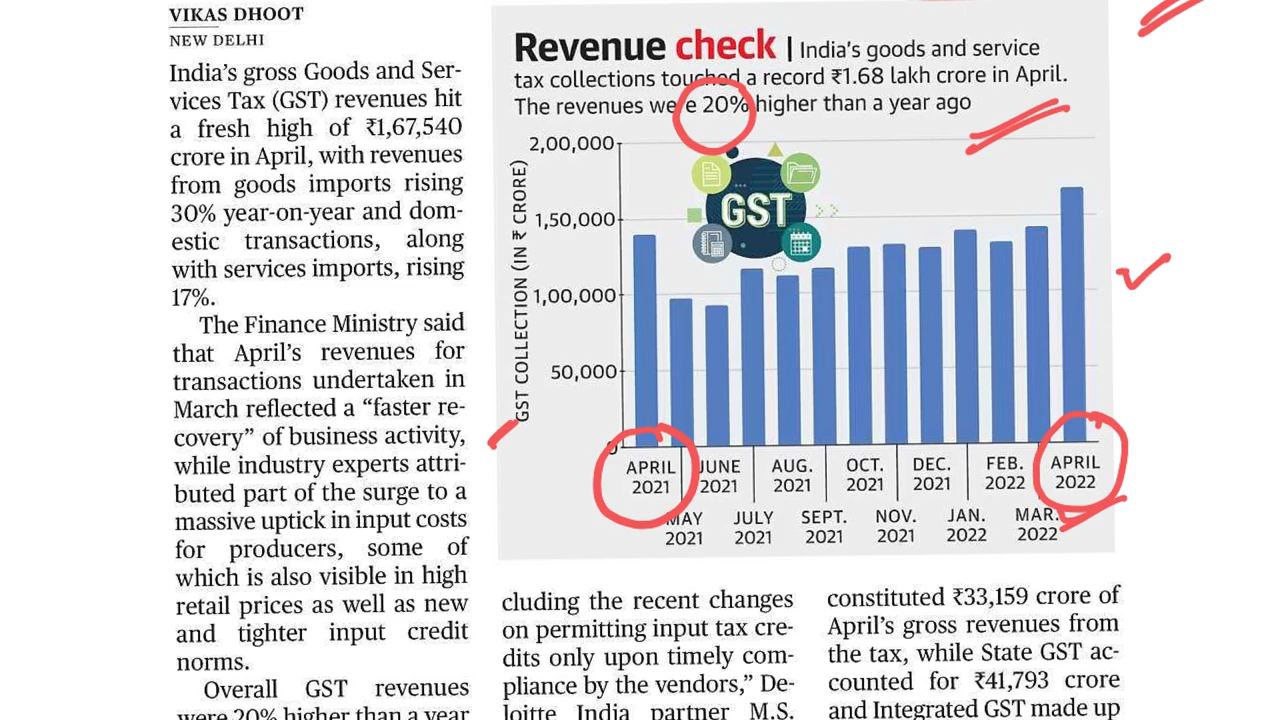 VIKAS DHOOT
NEW DELHI
India’s gross Goods and Ser-
vices Tax (GST) revenues hit
a fresh high of ₹1,67,540
crore in April, with revenues
from goods imports rising
30% year-on-year and dom-
estic transactions, along
with services imports, rising
17%.
The Finance Ministry said
that April’s revenues for
transactions undertaken in
March reflected a “faster re-
covery” of business activity,
while industry experts attri-
buted part of the surge to a
massive uptick in input costs
for producers, some of
which is also visible in high
retail prices as well as new
and tighter input credit
norms.
Overall GST revenues
were 20% higher than a year
Revenue check | India’s goods and service
tax collections touched a record ₹1.68 lakh crore in April.
The revenues were 20% higher than a year ago
GST COLLECTION (IN ₹ CRORE)
2,00,000
1,50,000
1,00,000
50,000
0
GST
APRIL 2021
MAY 2021
JUNE 2021
JULY 2021
AUG. 2021
SEPT. 2021
OCT. 2021
NOV. 2021
DEC. 2021
JAN. 2022
FEB. 2022
MAR. 2022
APRIL 2022
cluding the recent changes
on permitting input tax cre-
dits only upon timely com-
pliance by the vendors,” De-
loitte India partner M.S.
constituted ₹33,159 crore of
April’s gross revenues from
the tax, while State GST ac-
counted for ₹41,793 crore
and Integrated GST made up